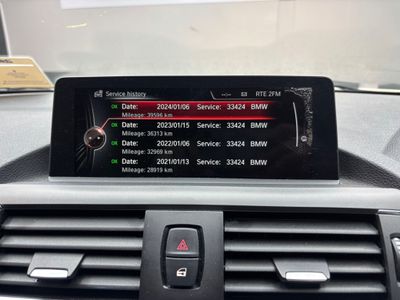 Service history RTE 2FM
OK Date: 2024/01/06 Service: 33424 BMW
Mileage: 39596 km
OK Date: 2023/01/15 Service: 33424 BMW
Mileage: 36313 km
OK Date: 2022/01/06 Service: 33424 BMW
Mileage: 32969 km
OK Date: 2021/01/13 Service: 33424 BMW
Mileage: 28919 km